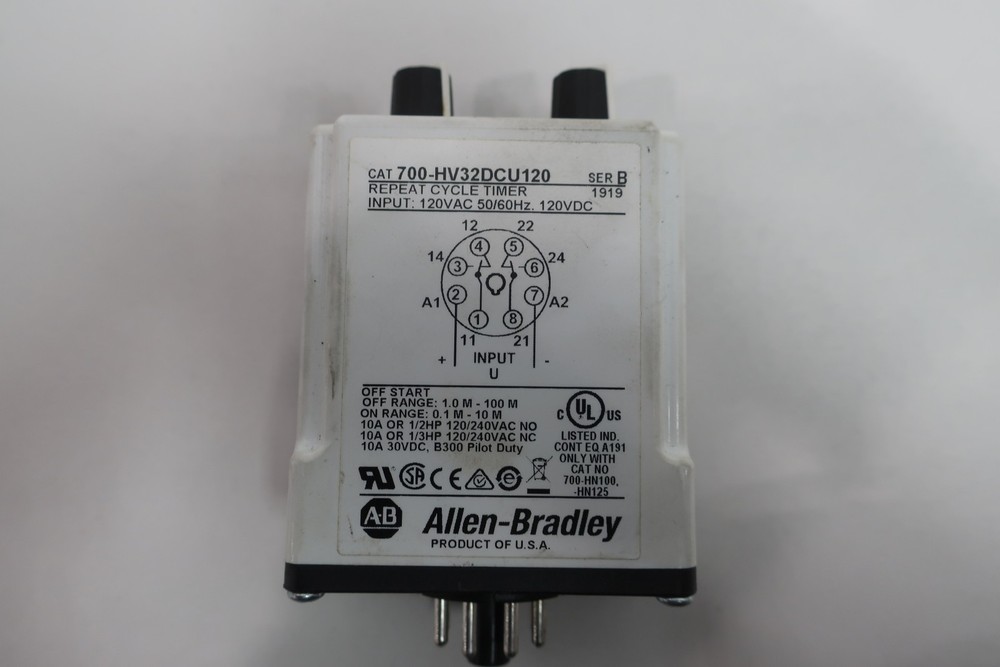 CAT 700-HV32DCU120 SER B
REPEAT CYCLE TIMER 1919
INPUT: 120VAC 50/60Hz. 120VDC
12 22
4 5
14 3 6 24
A1 2 7 A2
1 8
11 21
+ INPUT -
U
OFF START
OFF RANGE: 1.0 M - 100 M
ON RANGE: 0.1 M - 10 M
10A OR 1/2HP 120/240VAC NO
10A OR 1/3HP 120/240VAC NC
10A 30VDC, B300 Pilot Duty
C UL US
LISTED IND.
CONT EQ A191
ONLY WITH
CAT NO
700-HN100,
-HN125
RU SA CE e
A-B Allen-Bradley
PRODUCT OF U.S.A.